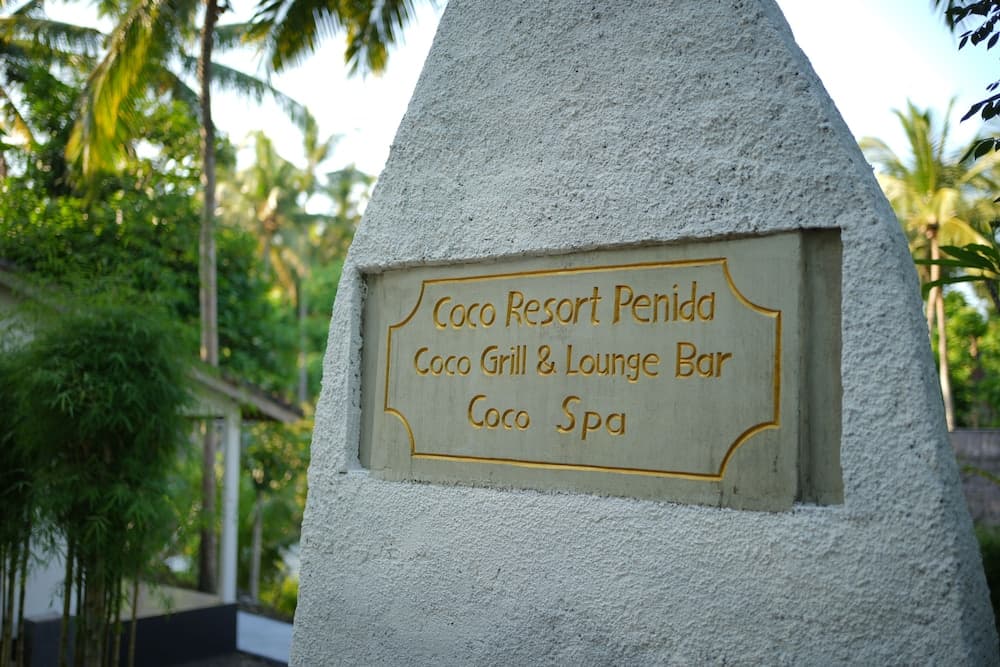 Coco Resort Penida
Coco Grill & Lounge Bar
Coco Spa